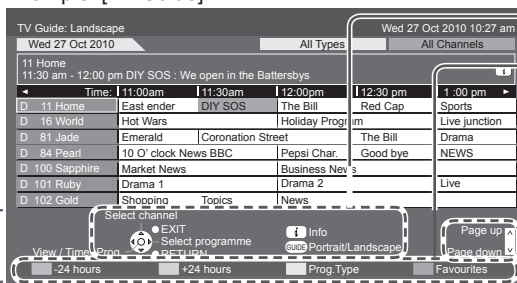 TV Guide: Landscape Wed 27 Oct 2010 10:27 am
Wed 27 Oct 2010 All Types All Channels
11 Home
11:30 am - 12:00 pm DIY SOS : We open in the Battersbys i
◄ Time: 11:00am 11:30am 12:00pm 12:30 pm 1 :00 pm ►
D 11 Home East ender DIY SOS The Bill Red Cap Sports
D 16 World Hot Wars Holiday Program Live junction
D 81 Jade Emerald Coronation Street The Bill Drama
D 84 Pearl 10 O' clock News BBC Pepsi Char. Good bye NEWS
D 100 Sapphire Market News Business News
D 101 Ruby Drama 1 Drama 2 Live
D 102 Gold Shopping Topics News
Select channel
EXIT i Info Page up
Select programme GUIDE Portrait/Landscape
View / Time Prog. RETURN Page down
-24 hours +24 hours Prog.Type Favourites